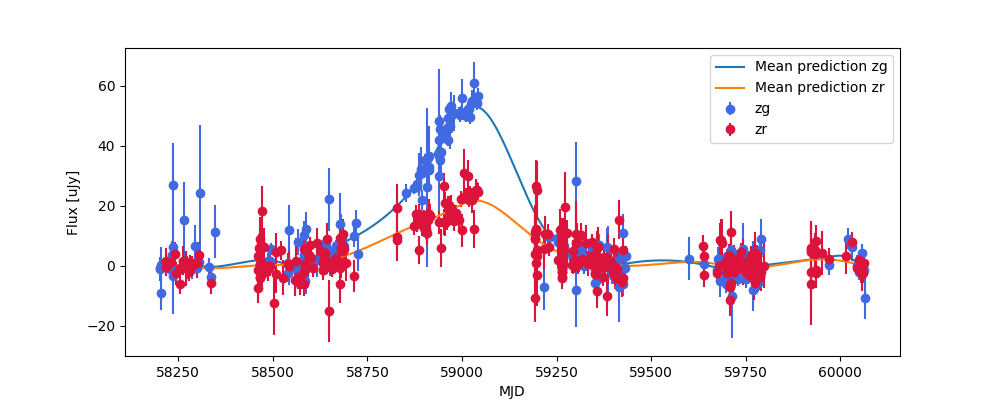 Mean prediction zg
Mean prediction zr
zg
zr
60
40
20
0
−20
Flux [uJy]
58250 58500 58750 59000 59250 59500 59750 60000
MJD